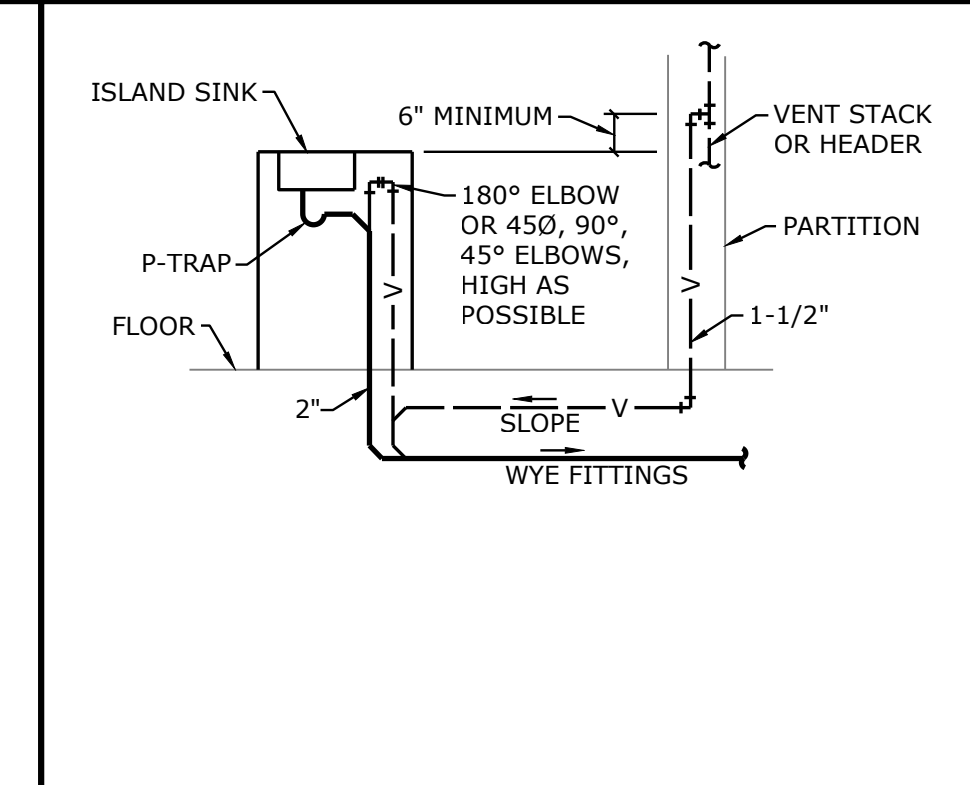 ISLAND SINK
6" MINIMUM
VENT STACK
OR HEADER
180° ELBOW
OR 45Ø, 90°,
45° ELBOWS,
HIGH AS
POSSIBLE
PARTITION
P-TRAP
V
V
FLOOR
1-1/2"
2"
V
SLOPE
WYE FITTINGS